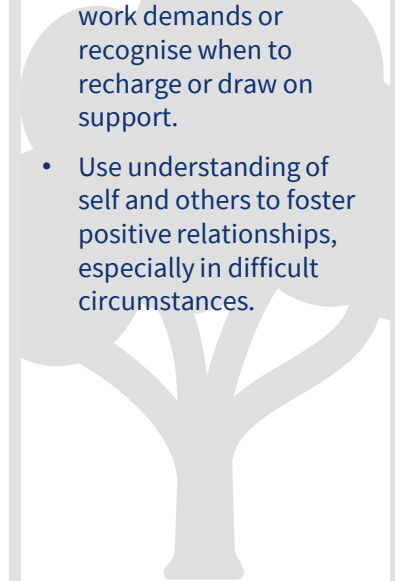 work demands or
recognise when to
recharge or draw on
support.
• Use understanding of
self and others to foster
positive relationships,
especially in difficult
circumstances.